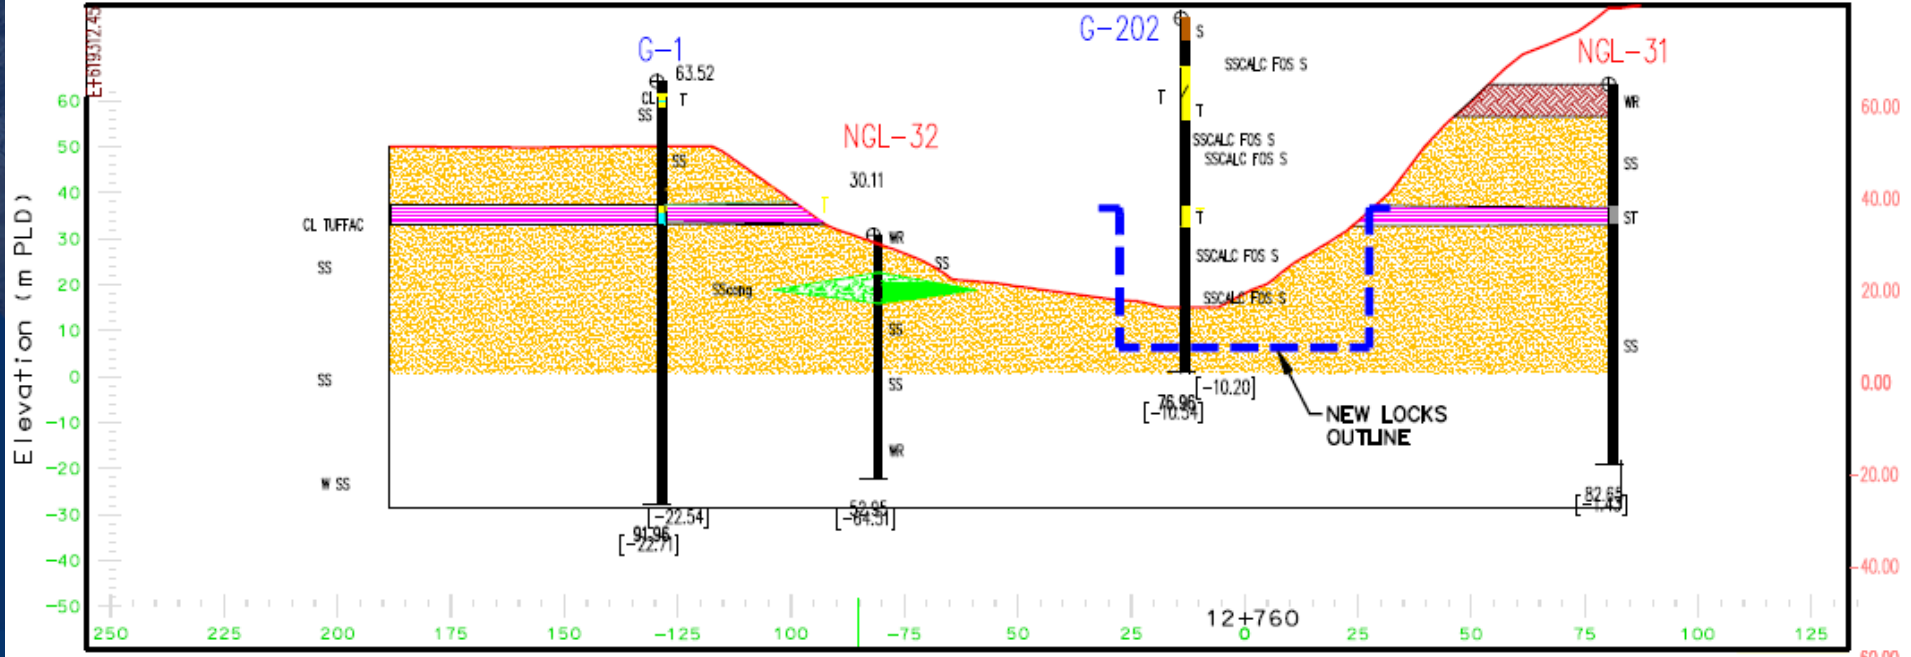 E+619312.45
G-1
63.52
CL T
SS
SS
NGL-32
30.11
T
WR
SS
SScong
SS
SS
WR
G-202
S
SSCALC FOS S
T
T
SSCALC FOS S
SSCALC FOS S
T
SSCALC FOS S
SSCALC FOS S
NGL-31
WR
SS
ST
SS
CL TUFFAC
SS
SS
W SS
NEW LOCKS
OUTLINE
[-22.54]
91.96
[-22.71]
52.95
[-10.20]
76.96
82.65
[-1.43]
Elevation (m PLD)
60
50
40
30
20
10
0
-10
-20
-30
-40
-50
60.00
40.00
20.00
0.00
-20.00
-40.00
12+760
250 225 200 175 150 -125 100 -75 50 25 0 25 50 75 100 125